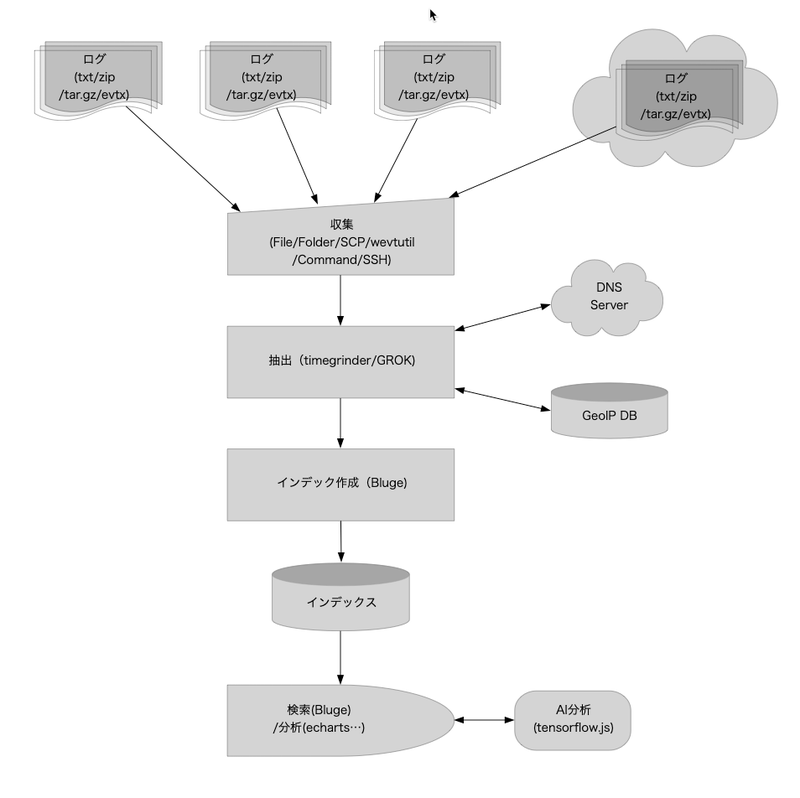 ログ
(txt/zip
/tar.gz/evtx)
ログ
(txt/zip
/tar.gz/evtx)
ログ
(txt/zip
/tar.gz/evtx)
ログ
(txt/zip
/tar.gz/evtx)
収集
(File/Folder/SCP/wevtutil
/Command/SSH)
DNS
Server
抽出（timegrinder/GROK)
GeoIP DB
インデック作成（Bluge)
インデックス
検索(Bluge)
/分析(echarts…)
AI分析
(tensorflow.js)